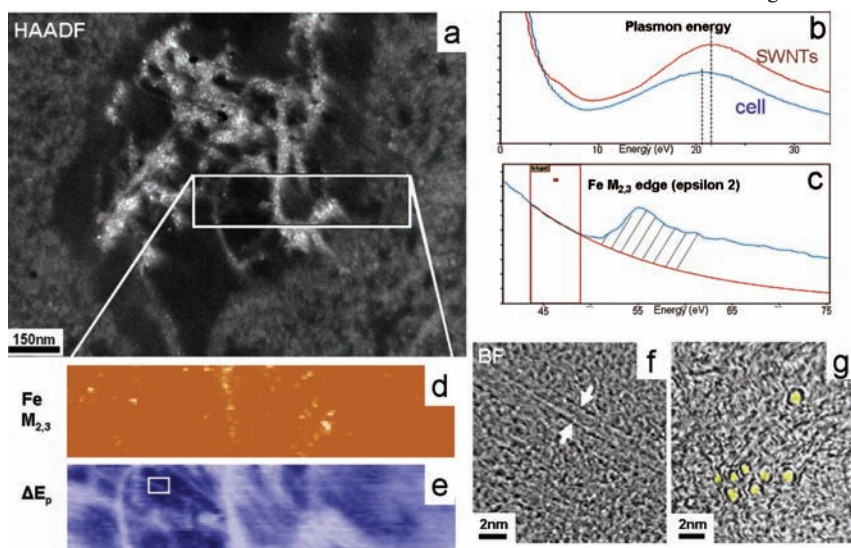 HAADF
a
150nm
b
Plasmon energy
SWNTs
cell
0
10
20
30
Energy (eV)
c
Fe M2,3 edge (epsilon 2)
45
55
65
75
Energy (eV)
d
Fe
M2,3
e
ΔEp
BF
f
2nm
g
2nm